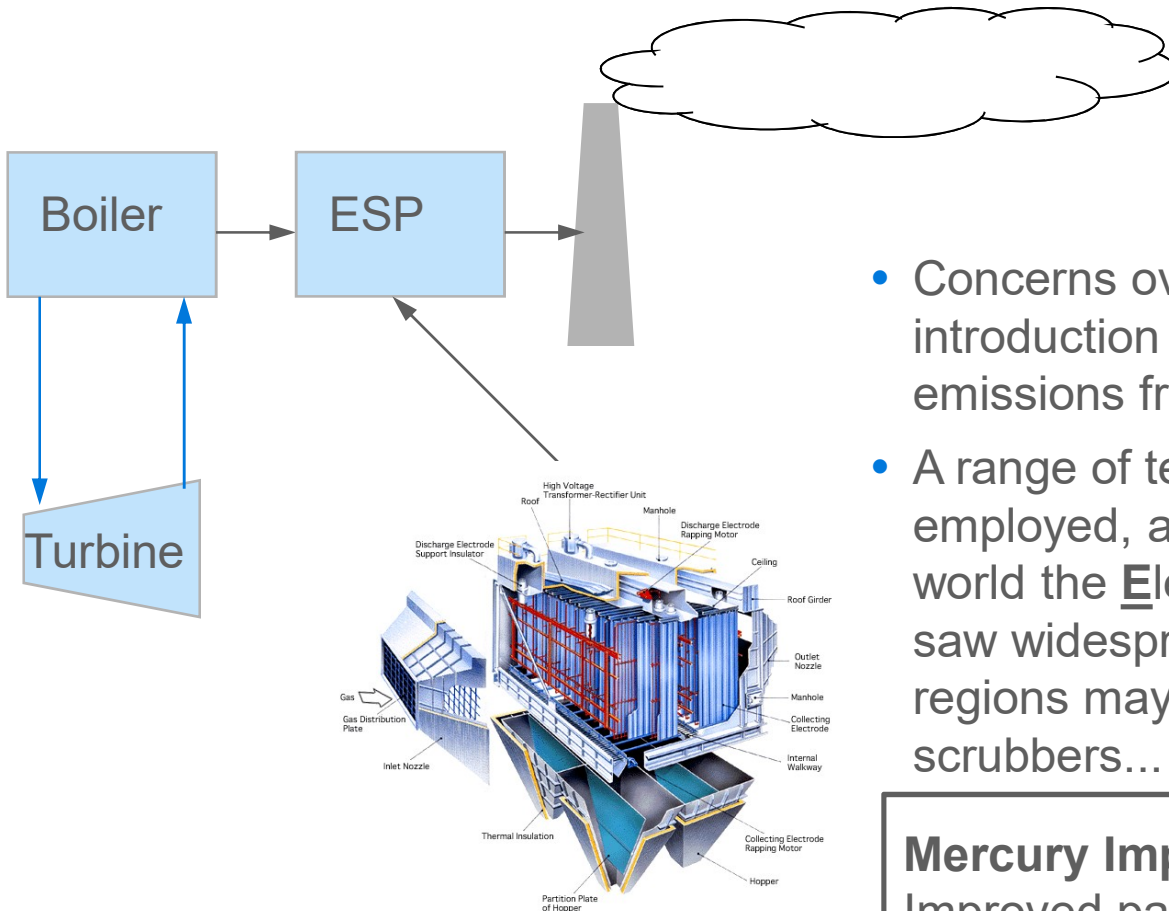 Boiler
ESP
Turbine
• Concerns ov
introduction
emissions fr
• A range of te
employed, a
world the Ele
saw widespr
regions may
scrubbers...
Mercury Imp
Improved pa
High Voltage
Transformer-Rectifier Unit
Roof
Manhole
Discharge Electrode
Rapping Motor
Discharge Electrode
Support Insulator
Ceiling
Roof Girder
Outlet
Nozzle
Manhole
Collecting
Electrode
Internal
Walkway
Gas
Gas Distribution
Plate
Inlet Nozzle
Thermal Insulation
Collecting Electrode
Rapping Motor
Hopper
Partition Plate
of Hopper